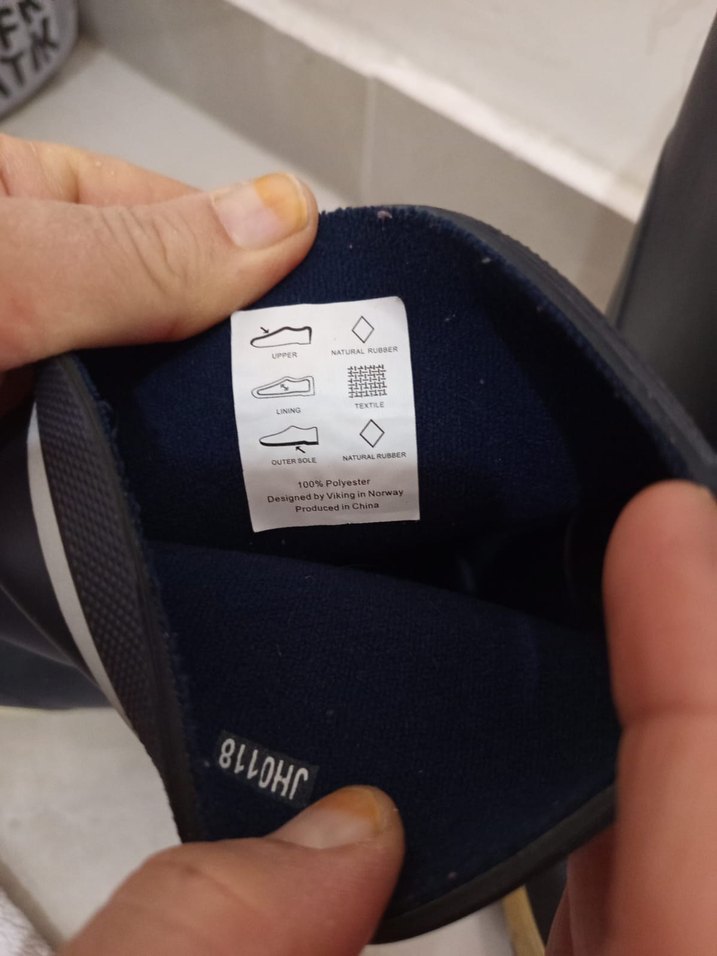 UPPER
NATURAL RUBBER
LINING
TEXTILE
OUTER SOLE
NATURAL RUBBER
100% Polyester
Designed by Viking in Norway
Produced in China
JH0118